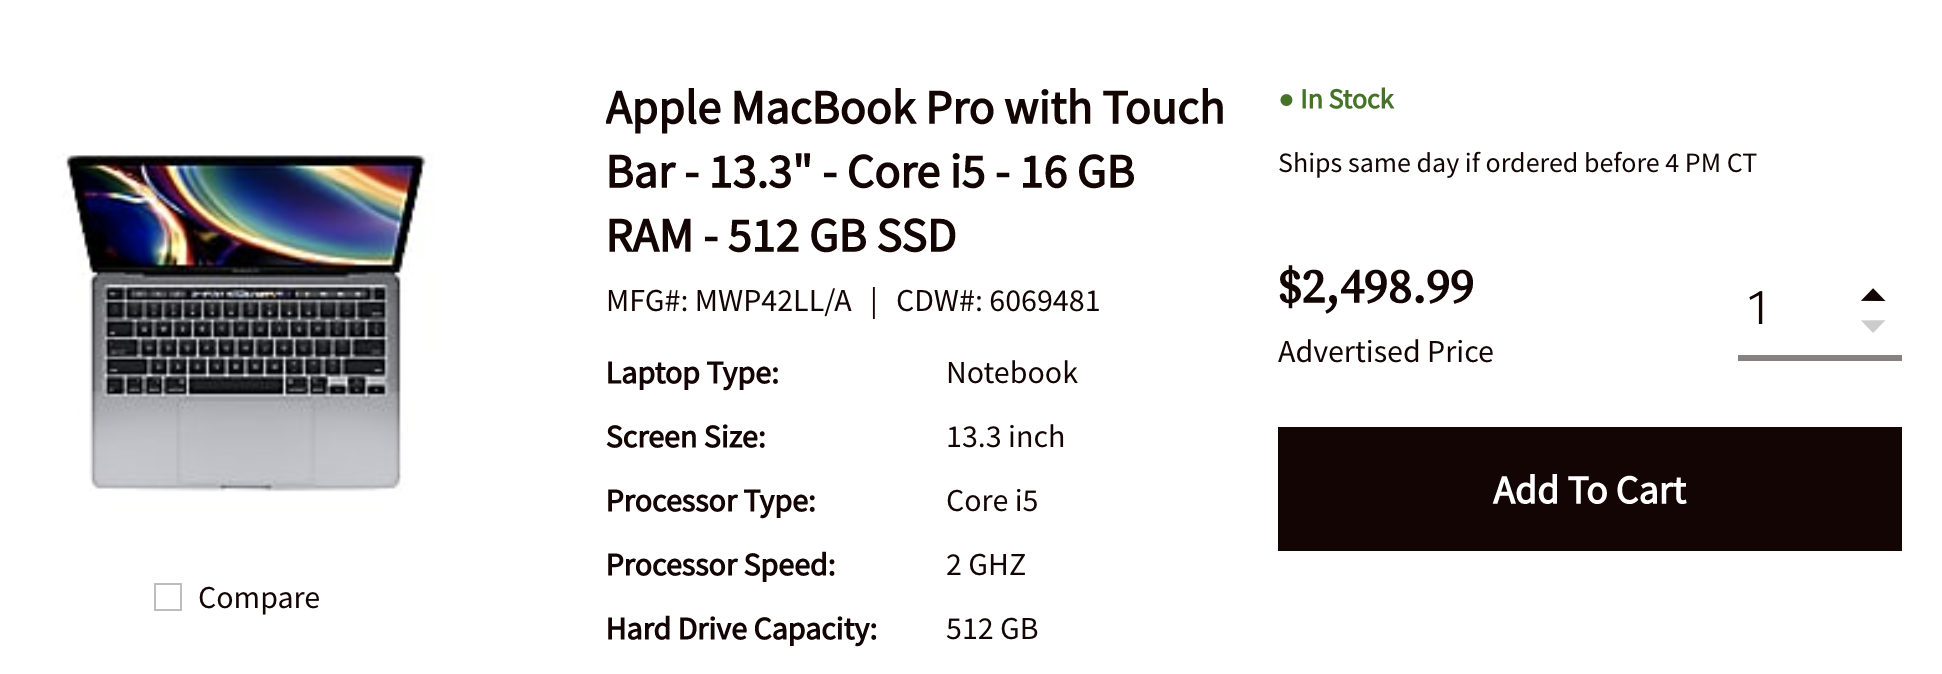 Apple MacBook Pro with Touch
Bar - 13.3" - Core i5 - 16 GB
RAM - 512 GB SSD
MFG#: MWP42LL/A | CDW#: 6069481
Laptop Type: Notebook
Screen Size: 13.3 inch
Processor Type: Core i5
Processor Speed: 2 GHZ
Hard Drive Capacity: 512 GB
Compare
● In Stock
Ships same day if ordered before 4 PM CT
$2,498.99
1
Advertised Price
Add To Cart